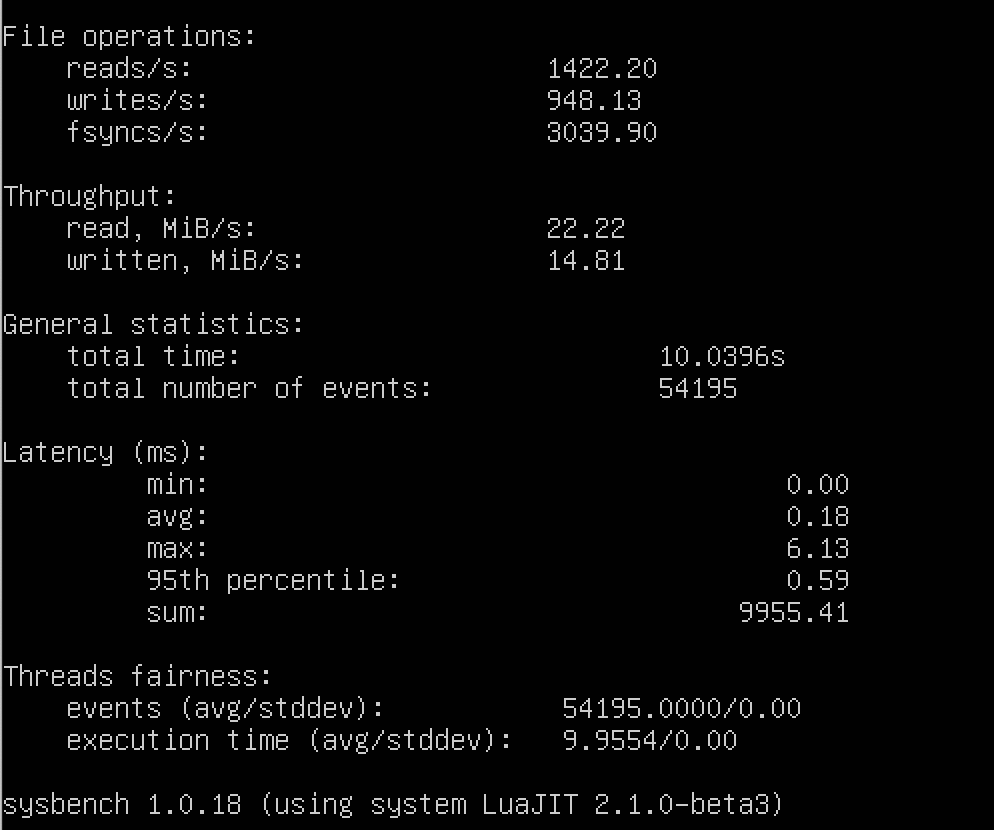 File operations:
reads/s: 1422.20
writes/s: 948.13
fsyncs/s: 3039.90
Throughput:
read, MiB/s: 22.22
written, MiB/s: 14.81
General statistics:
total time: 10.0396s
total number of events: 54195
Latency (ms):
min: 0.00
avg: 0.18
max: 6.13
95th percentile: 0.59
sum: 9955.41
Threads fairness:
events (avg/stddev): 54195.0000/0.00
execution time (avg/stddev): 9.9554/0.00
sysbench 1.0.18 (using system LuaJIT 2.1.0-beta3)